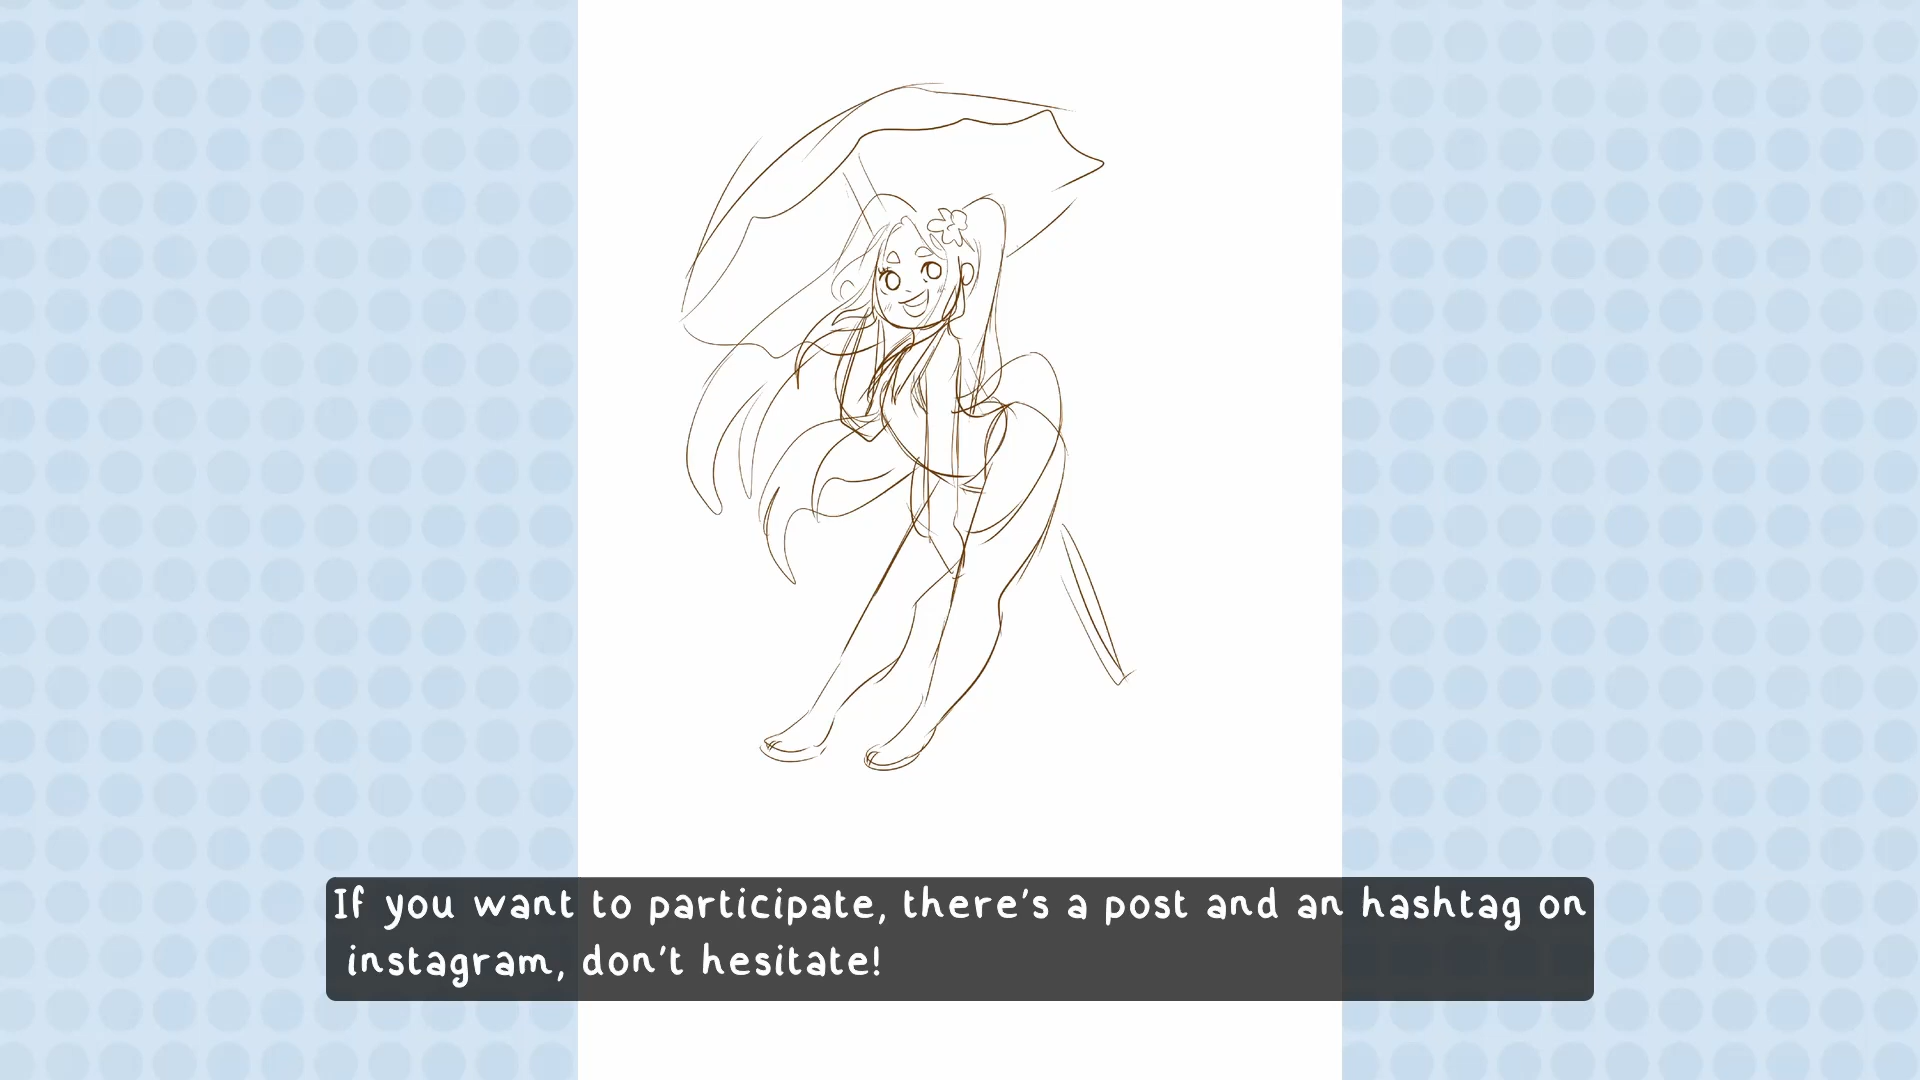 If you want to participate, there's a post and an hashtag on
instagram, don't hesitate!